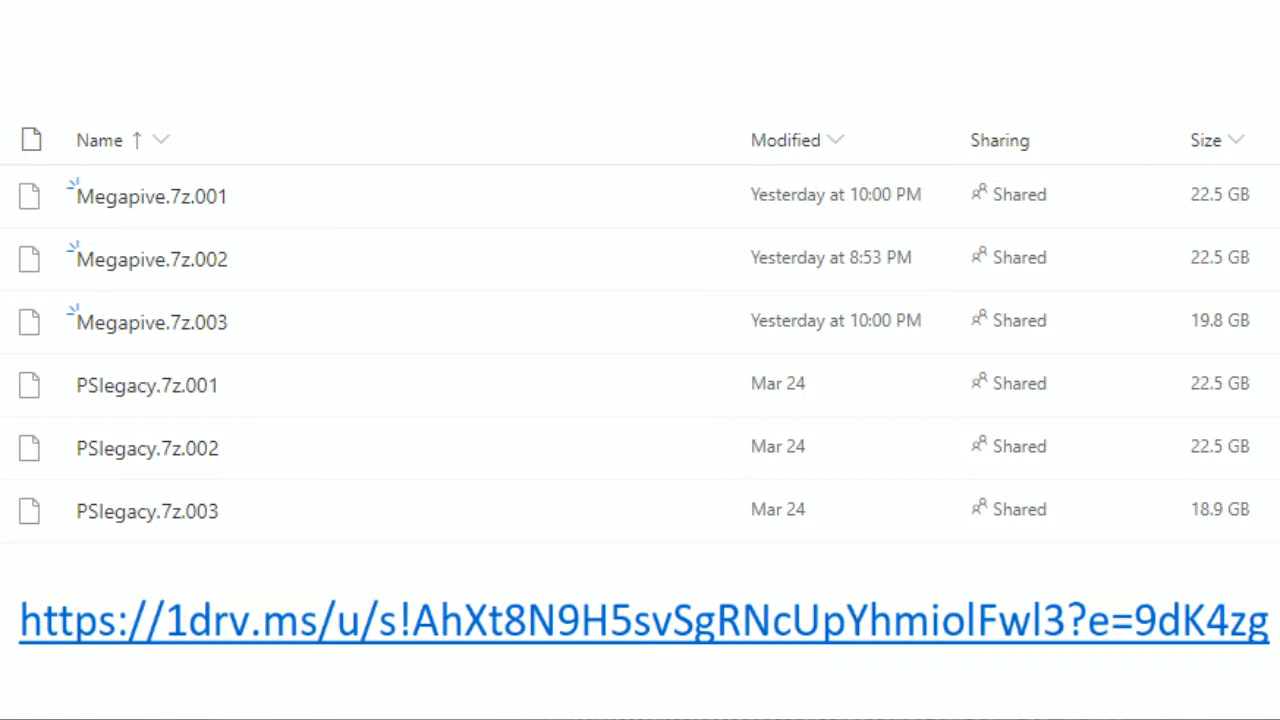 Name Modified Sharing Size
Megapive.7z.001 Yesterday at 10:00 PM Shared 22.5 GB
Megapive.7z.002 Yesterday at 8:53 PM Shared 22.5 GB
Megapive.7z.003 Yesterday at 10:00 PM Shared 19.8 GB
PSlegacy.7z.001 Mar 24 Shared 22.5 GB
PSlegacy.7z.002 Mar 24 Shared 22.5 GB
PSlegacy.7z.003 Mar 24 Shared 18.9 GB
https://1drv.ms/u/s!AhXt8N9H5svSgRNcUpYhmiolFwl3?e=9dK4zg